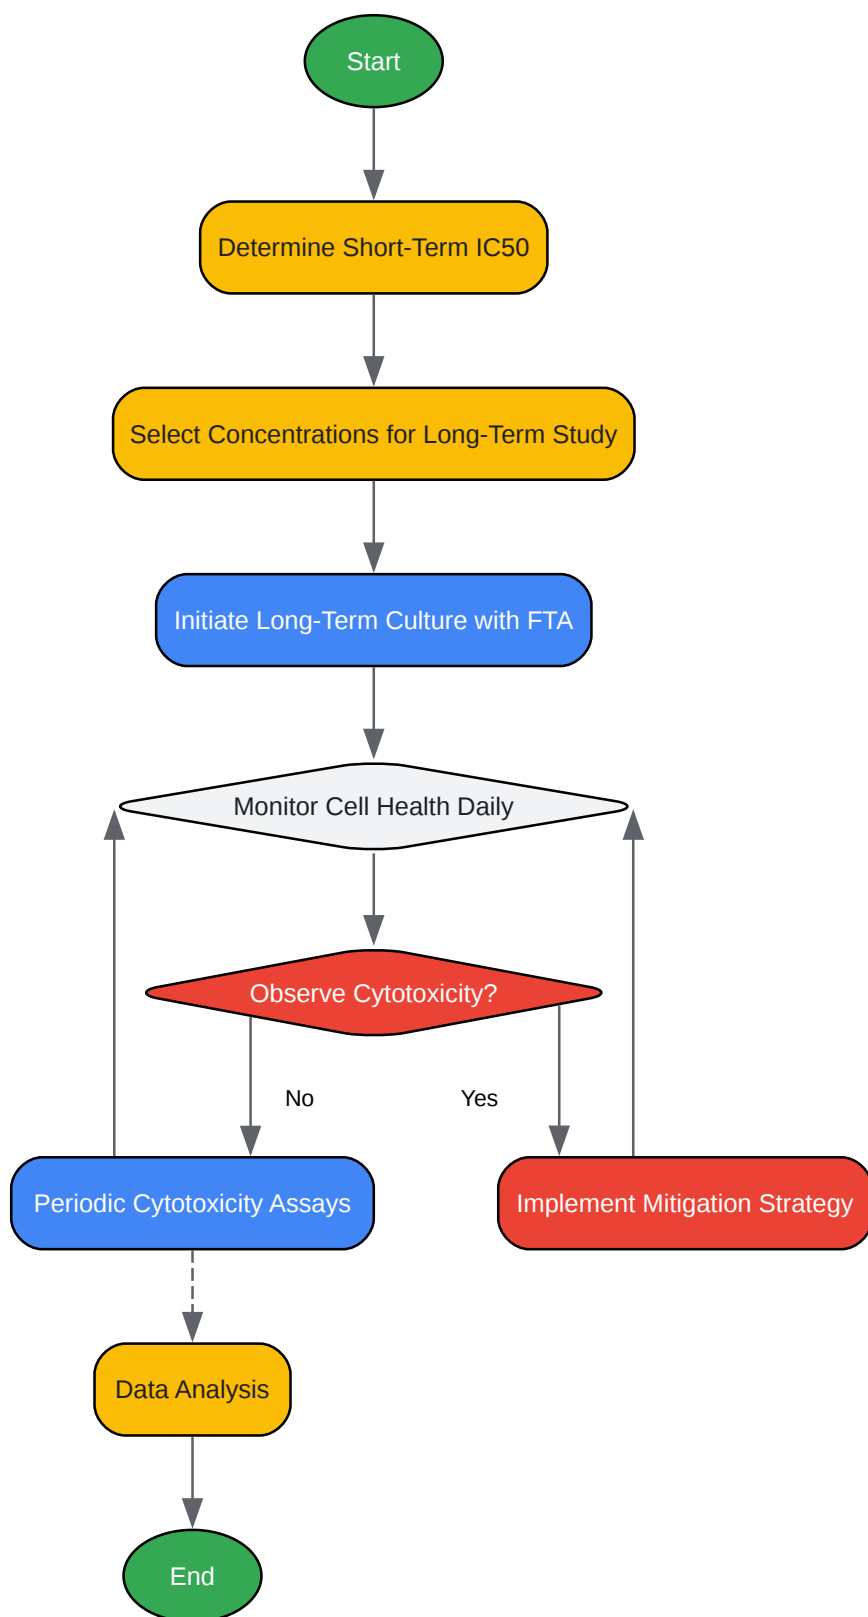 Start
Determine Short-Term IC50
Select Concentrations for Long-Term Study
Initiate Long-Term Culture with FTA
Monitor Cell Health Daily
Observe Cytotoxicity?
No
Yes
Periodic Cytotoxicity Assays
Implement Mitigation Strategy
Data Analysis
End